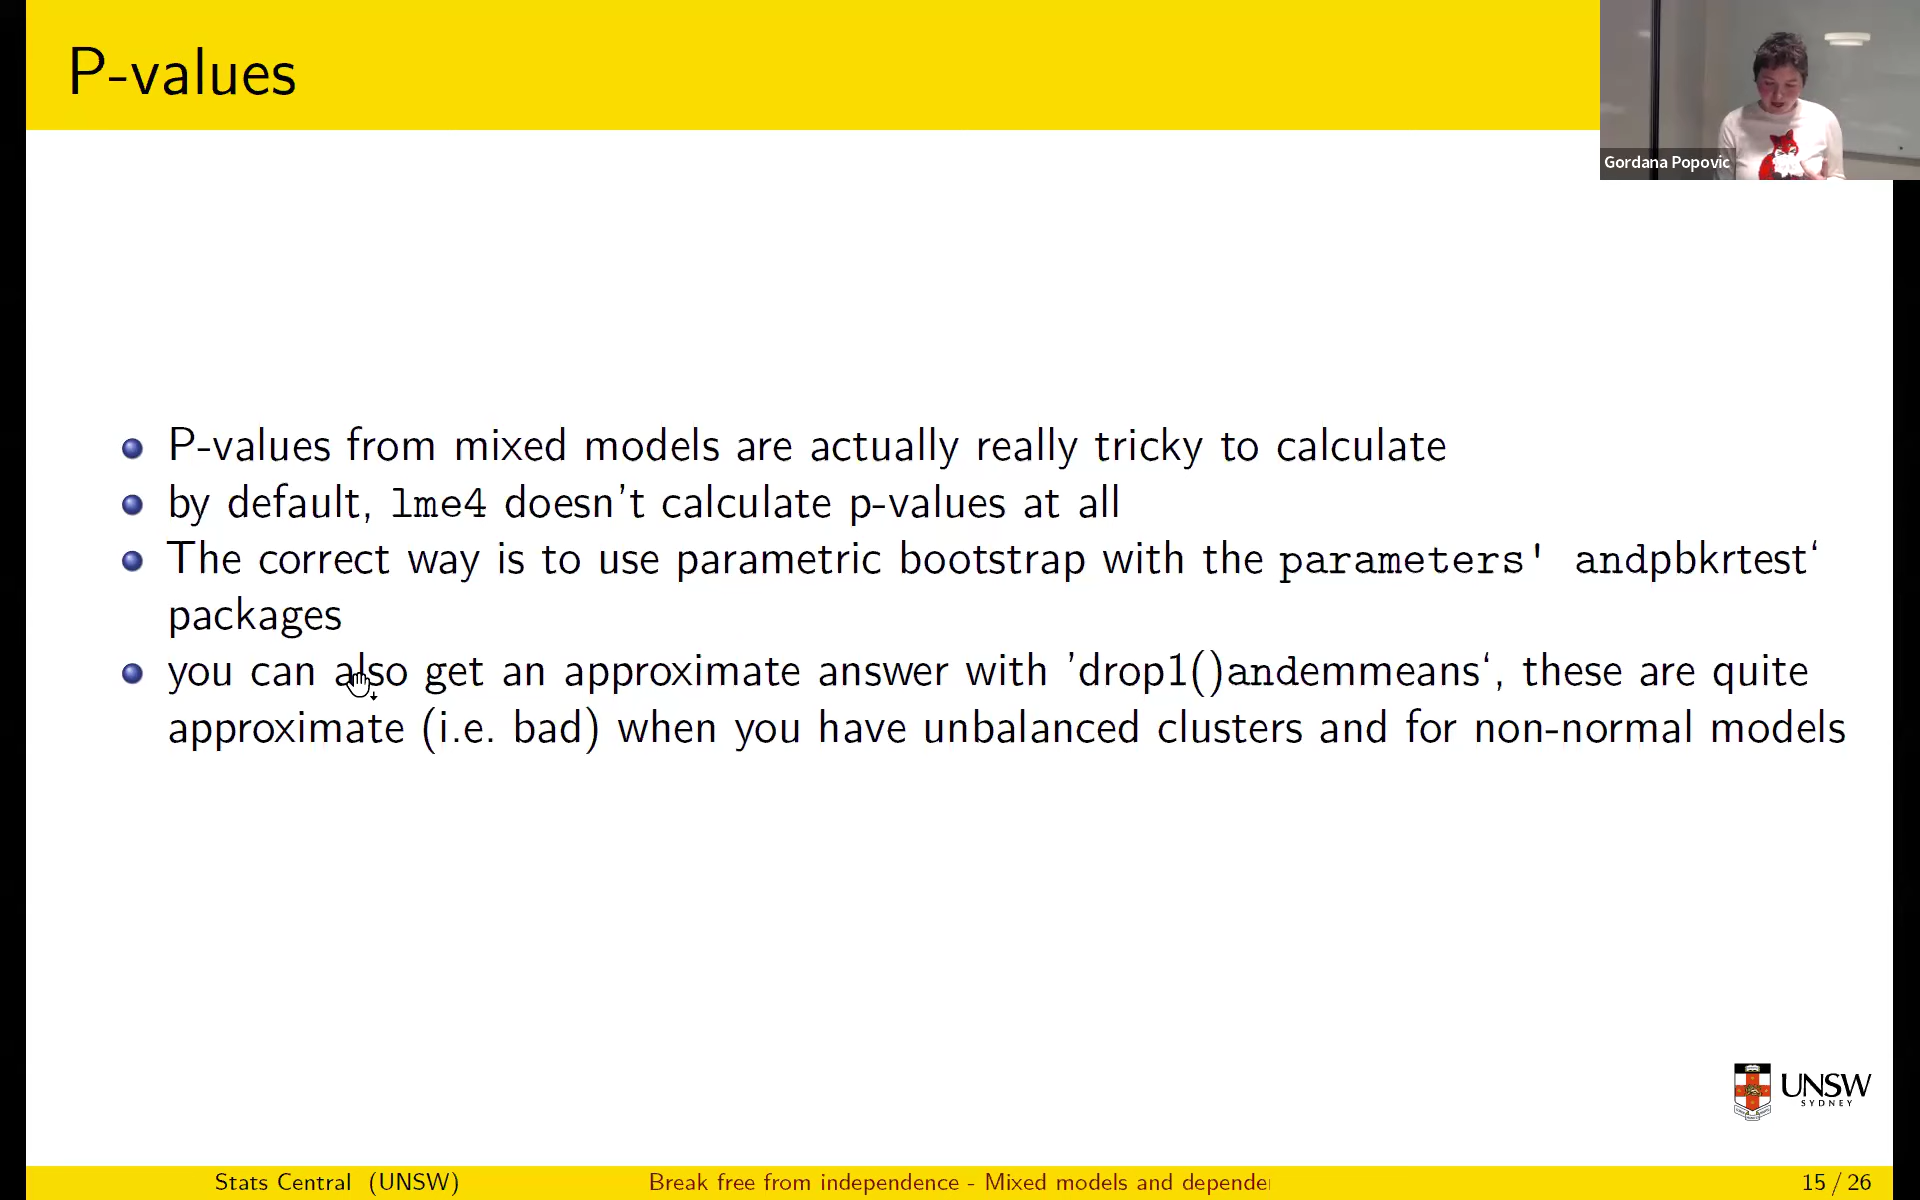 P-values
Gordana Popovic
P-values from mixed models are actually really tricky to calculate
by default, lme4 doesn't calculate p-values at all
The correct way is to use parametric bootstrap with the parameters' andpbkrtest‘
packages
you can also get an approximate answer with ’drop1()andemmeans‘, these are quite
approximate (i.e. bad) when you have unbalanced clusters and for non-normal models
UNSW
SYDNEY
Stats Central (UNSW)
Break free from independence - Mixed models and depende
15 / 26